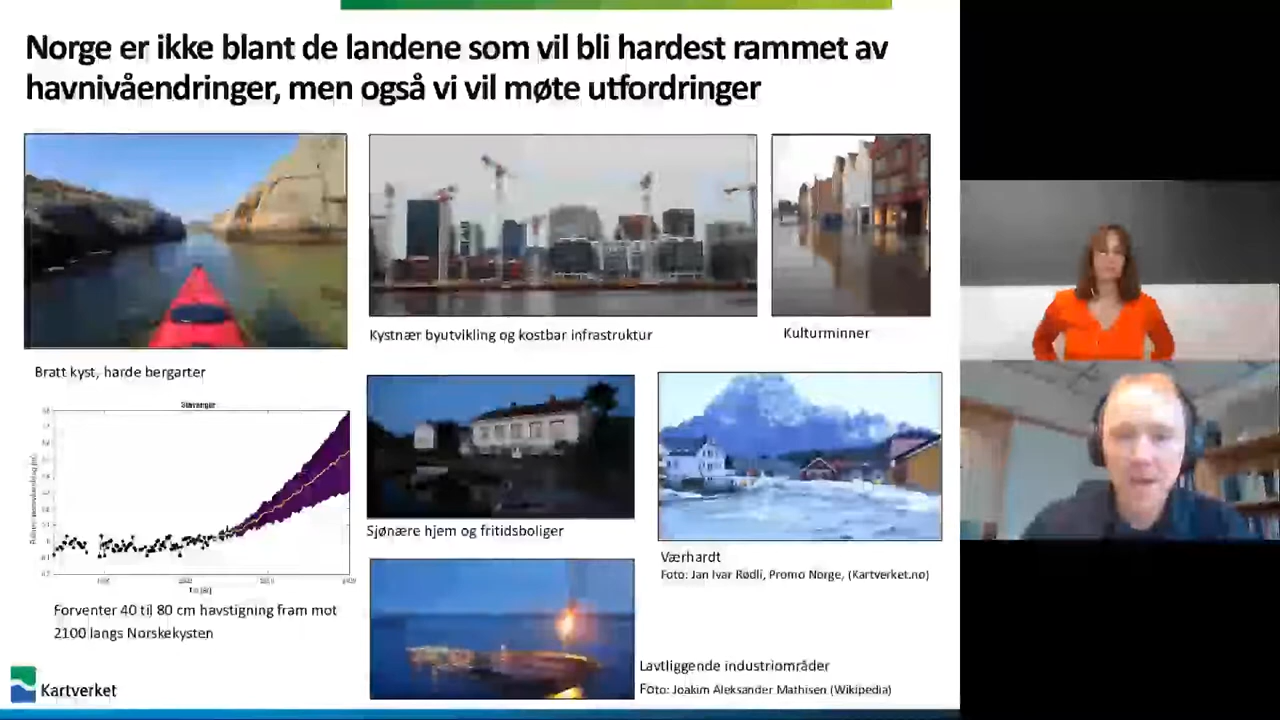 Norge er ikke blant de landene som vil bli hardest rammet av
havnivåendringer, men også vi vil møte utfordringer
Bratt kyst, harde bergarter
Kystnær byutvikling og kostbar infrastruktur
Kulturminner
Stavanger
Forventer 40 til 80 cm havstigning fram mot
2100 langs Norskekysten
Sjønære hjem og fritidsboliger
Værhardt
Foto: Jan Ivar Rødli, Promo Norge, (Kartverket.no)
Lavtliggende industriområder
Foto: Joakim Aleksander Mathisen (Wikipedia)
Kartverket